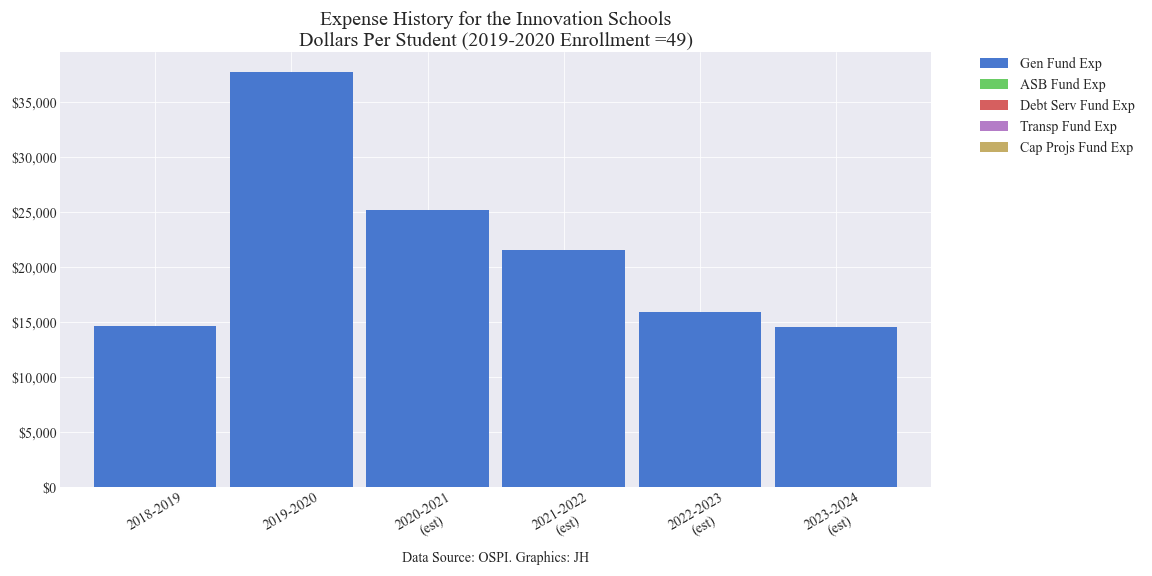 Expense History for the Innovation Schools
Dollars Per Student (2019-2020 Enrollment =49)
Gen Fund Exp
ASB Fund Exp
Debt Serv Fund Exp
Transp Fund Exp
Cap Projs Fund Exp
$35,000
$30,000
$25,000
$20,000
$15,000
$10,000
$5,000
$0
2018-2019
2019-2020
2020-2021
(est)
2021-2022
(est)
2022-2023
(est)
2023-2024
(est)
Data Source: OSPI. Graphics: JH